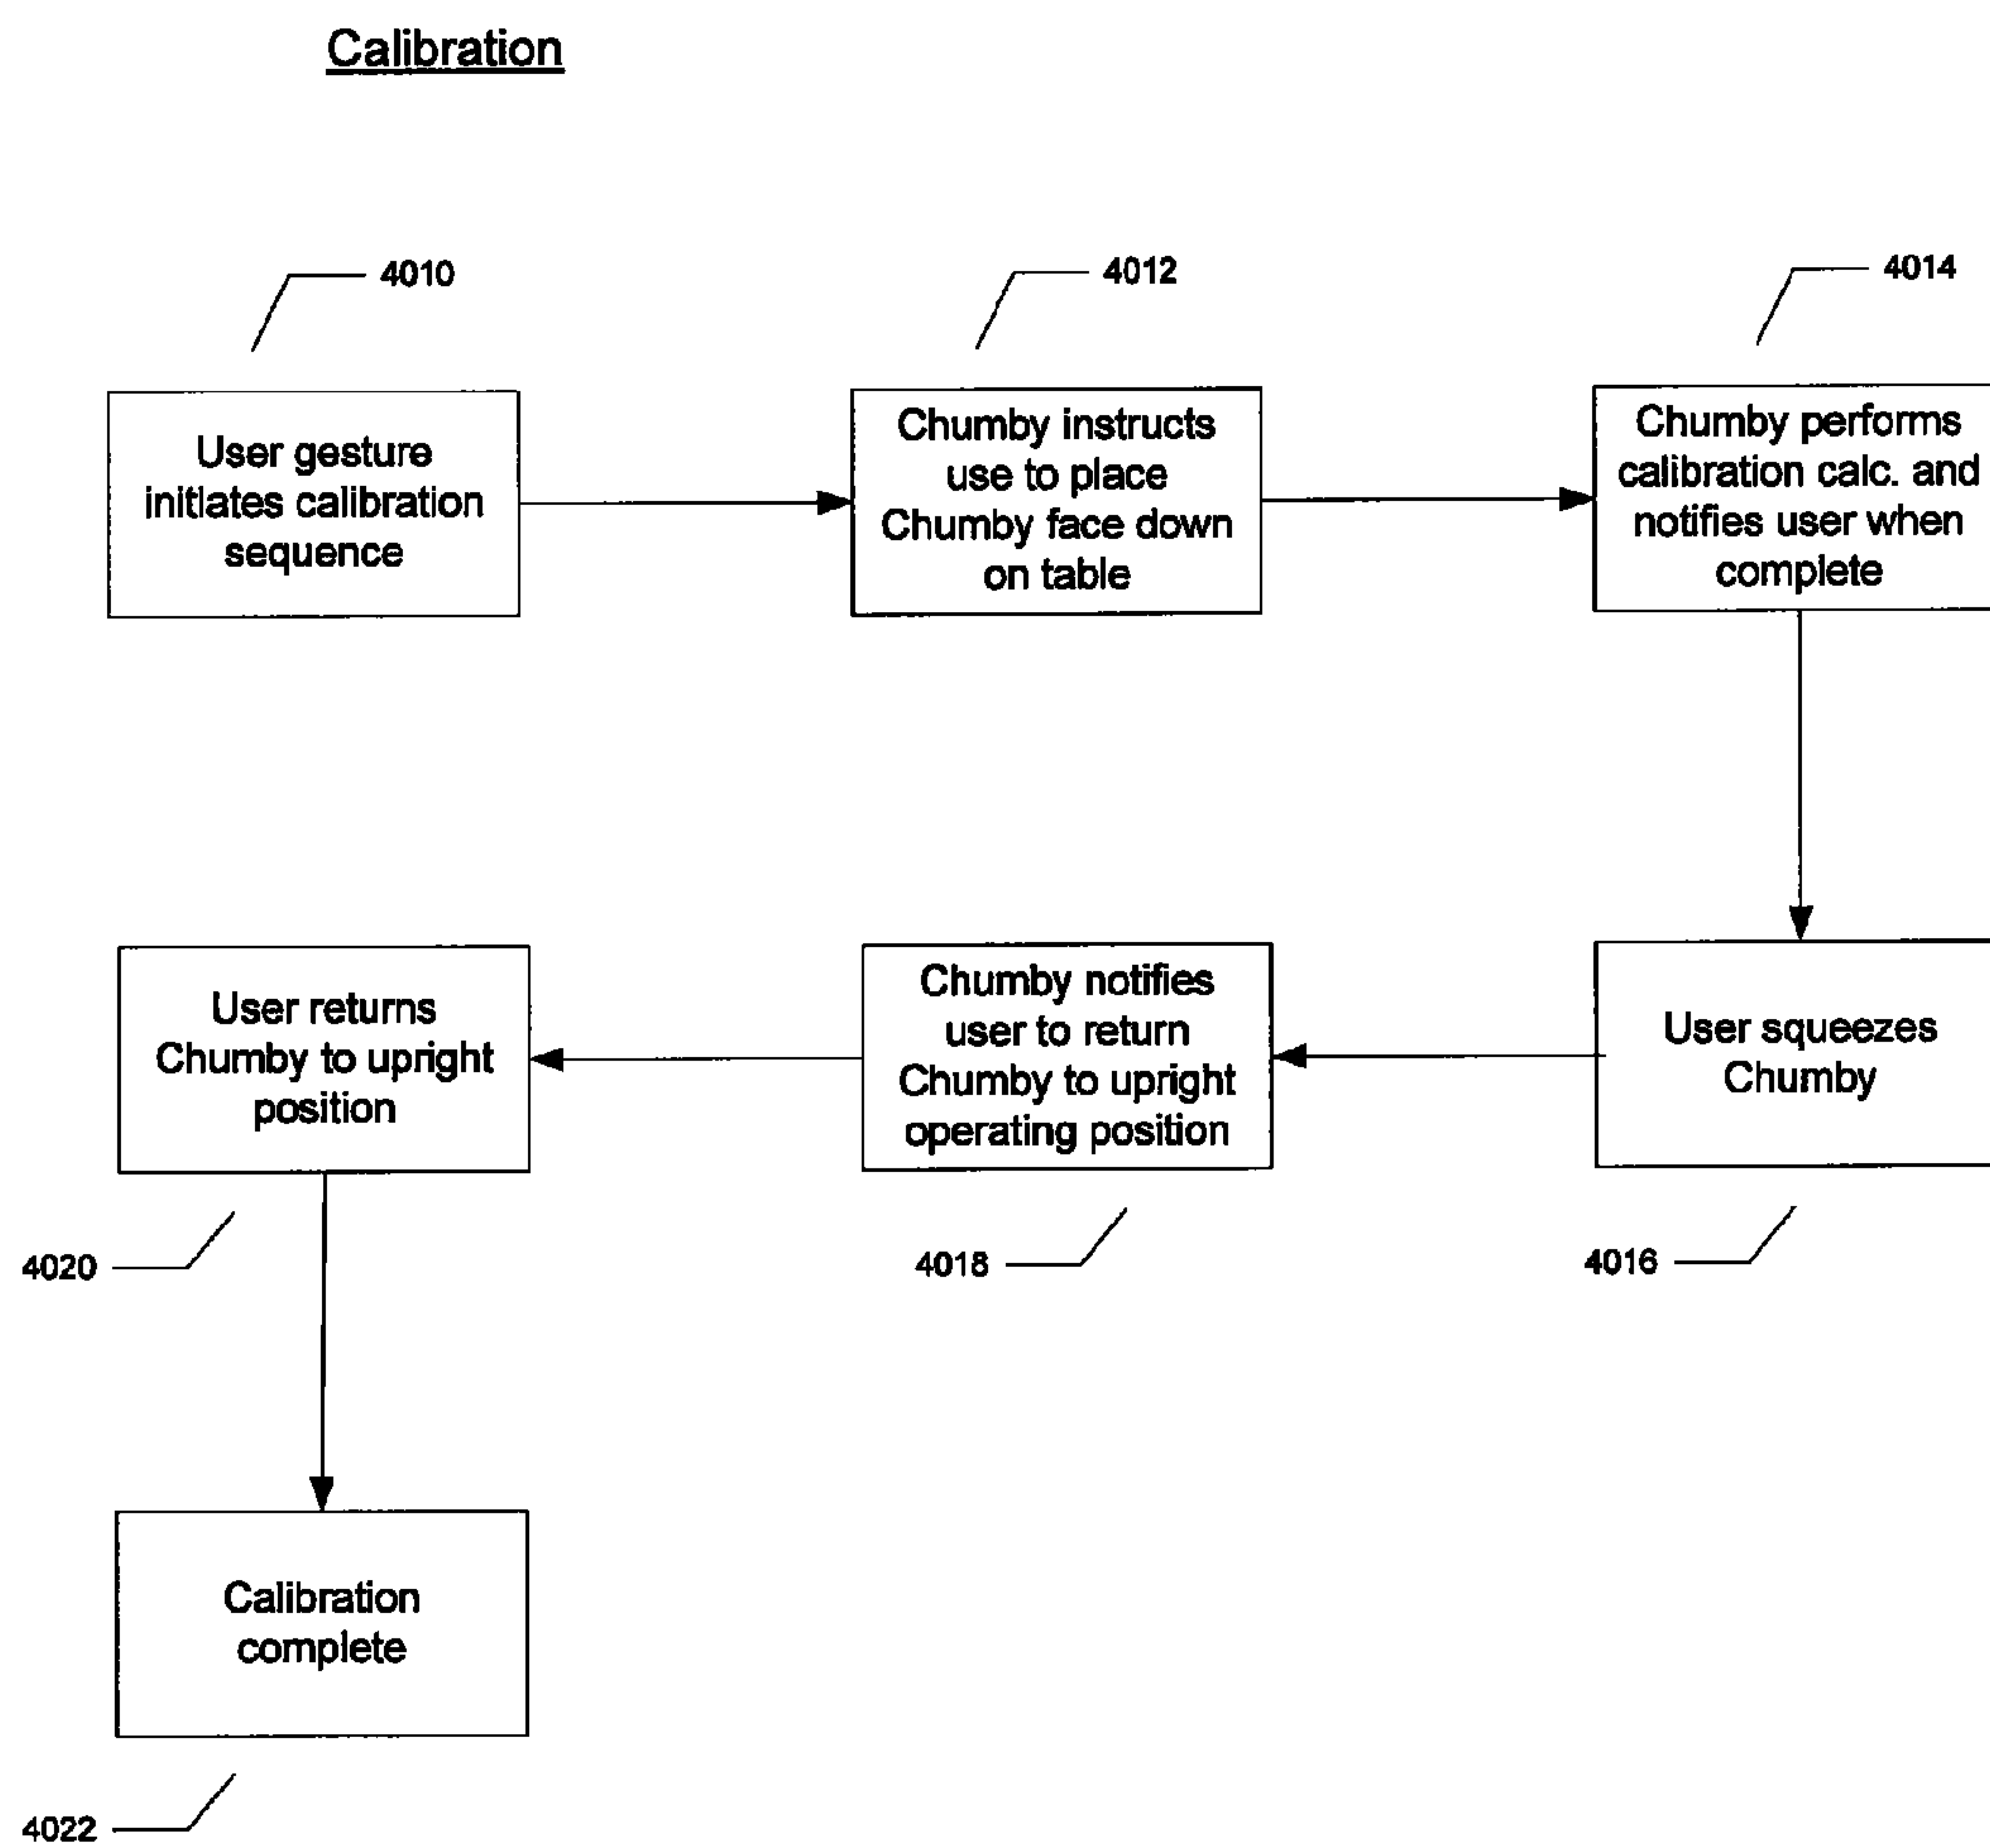 Calibration
4010
4012
4014
User gesture
initiates calibration
sequence
Chumby instructs
use to place
Chumby face down
on table
Chumby performs
calibration calc. and
notifies user when
complete
User squeezes
Chumby
4016
Chumby notifies
user to return
Chumby to upright
operating position
4018
User returns
Chumby to upright
position
4020
Calibration
complete
4022